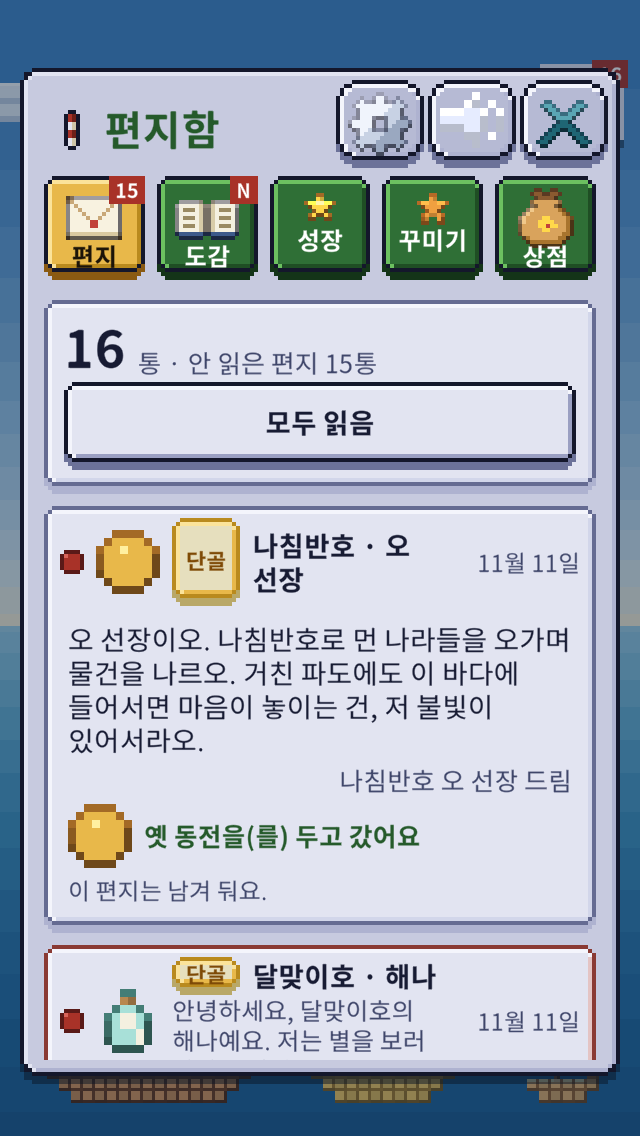 편지함
15
N
편지
도감
성장
꾸미기
상점
16 통 · 안 읽은 편지 15통
모두 읽음
단골
나침반호 · 오
선장
11월 11일
오 선장이오. 나침반호로 먼 나라들을 오가며
물건을 나르오. 거친 파도에도 이 바다에
들어서면 마음이 놓이는 건, 저 불빛이
있어서라오.
나침반호 오 선장 드림
옛 동전을(를) 두고 갔어요
이 편지는 남겨 둬요.
단골
달맞이호 · 해나
안녕하세요, 달맞이호의
해나예요. 저는 별을 보러
11월 11일